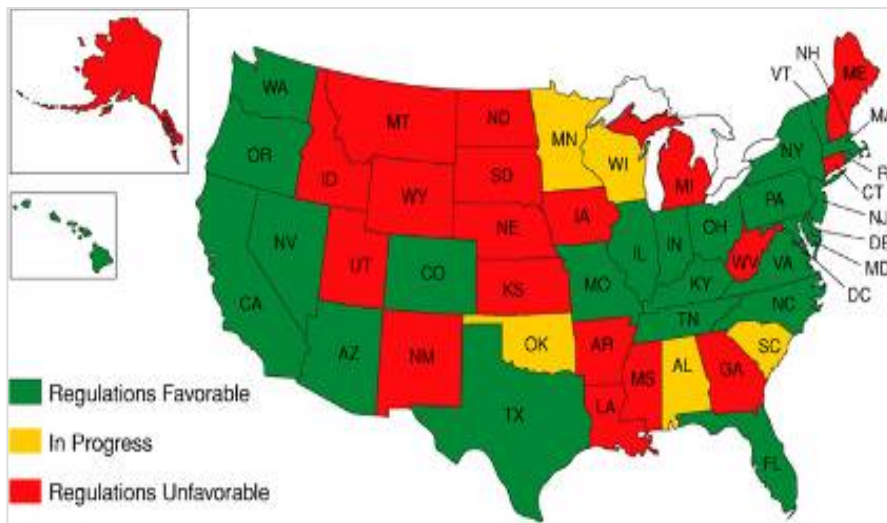 NH
VT
ME
WA
MT
ND
MN
MA
OR
ID
SD
WI
NY
WY
MI
CT
IA
PA
NE
NJ
NV
OH
DE
IL
IN
UT
CO
WV
VA
MD
CA
KS
MO
KY
DC
NC
TN
AZ
NM
OK
AR
SC
MS
AL
GA
TX
LA
FL
Regulations Favorable
In Progress
Regulations Unfavorable